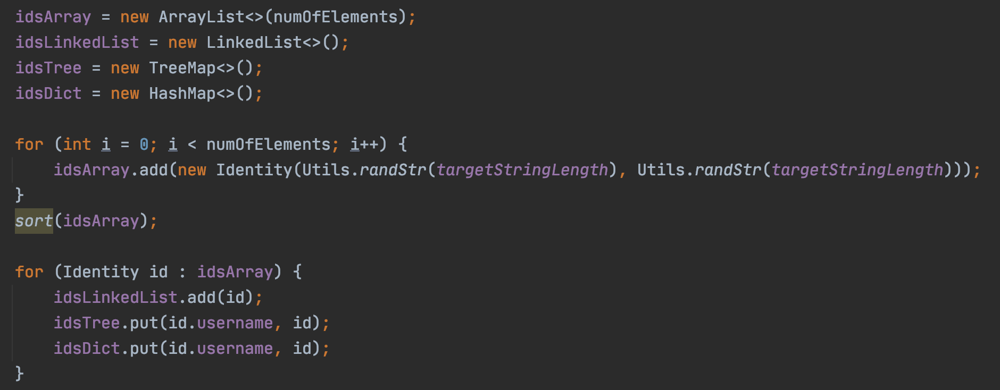 idsArray = new ArrayList<>(numOfElements);
idsLinkedList = new LinkedList<>();
idsTree = new TreeMap<>();
idsDict = new HashMap<>();

for (int i = 0; i < numOfElements; i++) {
    idsArray.add(new Identity(Utils.randStr(targetStringLength), Utils.randStr(targetStringLength)));
}
sort(idsArray);

for (Identity id : idsArray) {
    idsLinkedList.add(id);
    idsTree.put(id.username, id);
    idsDict.put(id.username, id);
}